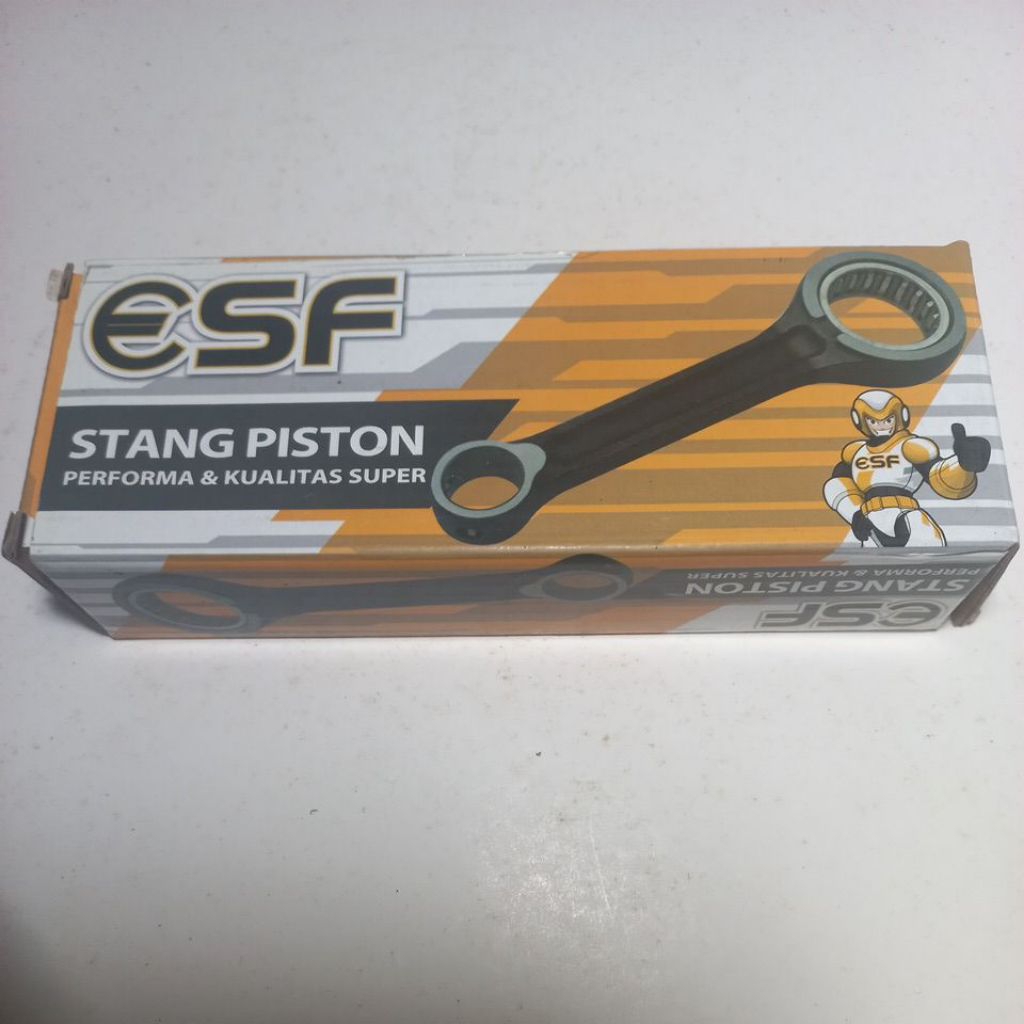 ESF
STANG PISTON
PERFORMA & KUALITAS SUPER
ESF
ESF
STANG PISTON
PERFORMA & KUALITAS SUPER